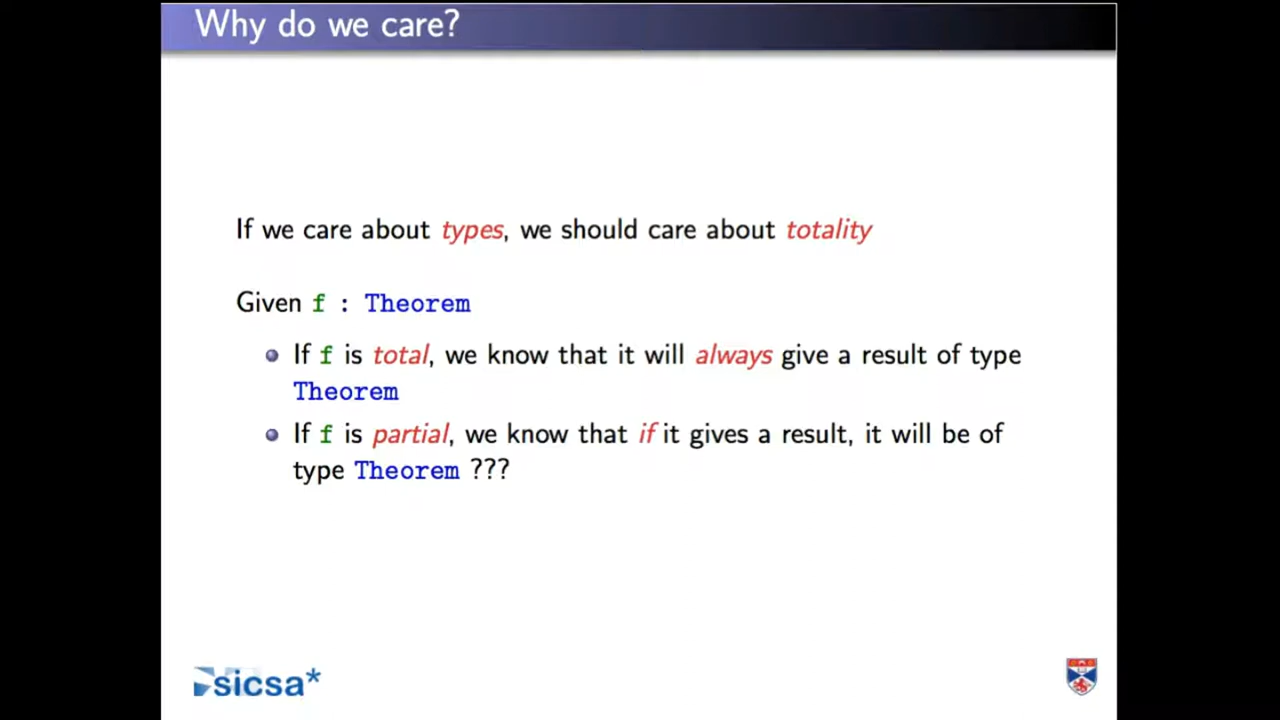 Why do we care?
If we care about types, we should care about totality
Given f : Theorem
If f is total, we know that it will always give a result of type
Theorem
If f is partial, we know that if it gives a result, it will be of
type Theorem ???
sicsa*